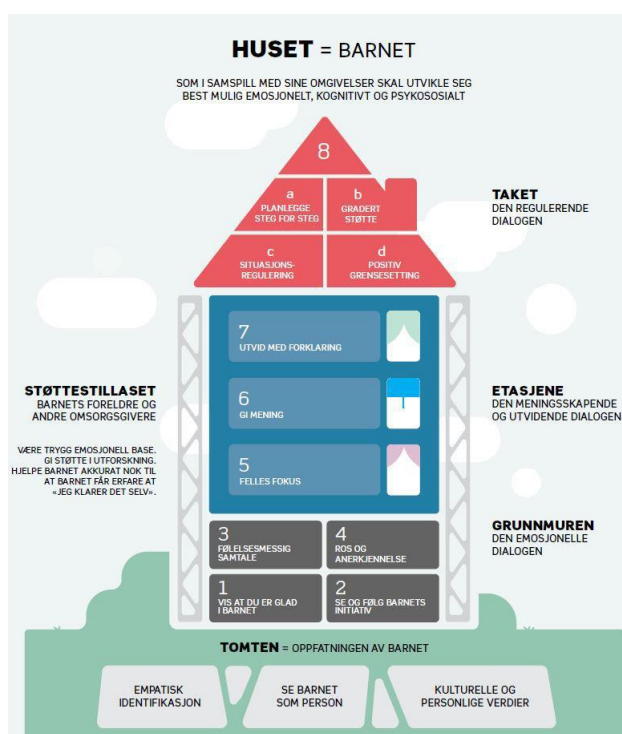 HUSET = BARNET
SOM I SAMSPILL MED SINE OMGIVELSER SKAL UTVIKLE SEG
BEST MULIG EMOSJONELT, KOGNITIVT OG PSYKOSOSIALT
8
a
PLANLEGGE
STEG FOR STEG
b
GRADERT
STØTTE
c
SITUASJONS-
REGULERING
d
POSITIV
GRENSESETTING
TAKET
DEN REGULERENDE
DIALOGEN
7
UTVID MED FORKLARING
6
GI MENING
5
FELLES FOKUS
STØTTESTILLASET
BARNETS FORELDRE OG
ANDRE OMSORGSGIVERE
VÆRE TRYGG EMOSJONELL BASE.
GI STØTTE I UTFORSKNING.
HJELPE BARNET AKKURAT NOK TIL
AT BARNET FÅR ERFARE AT
«JEG KLARER DET SELV».
ETASJENE
DEN MENINGSSKAPENDE
OG UTVIDENDE DIALOGEN
3
FØLELSESMESSIG
SAMTALE
4
ROS OG
ANERKJENNELSE
1
VIS AT DU ER GLAD
I BARNET
2
SE OG FØLG BARNETS
INITIATIV
GRUNNMUREN
DEN EMOSJONELLE
DIALOGEN
TOMTEN = OPPFATNINGEN AV BARNET
EMPATISK
IDENTIFIKASJON
SE BARNET
SOM PERSON
KULTURELLE OG
PERSONLIGE VERDIER